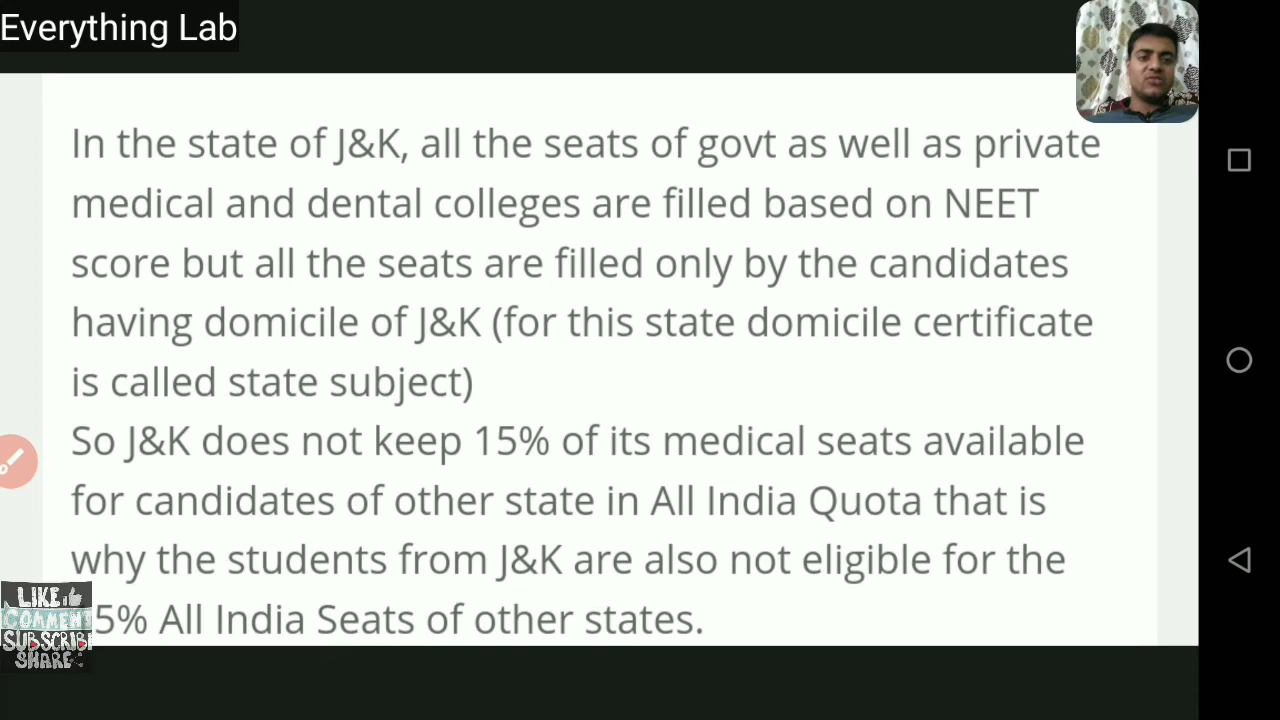 Everything Lab
In the state of J&K, all the seats of govt as well as private
medical and dental colleges are filled based on NEET
score but all the seats are filled only by the candidates
having domicile of J&K (for this state domicile certificate
is called state subject)
So J&K does not keep 15% of its medical seats available
for candidates of other state in All India Quota that is
why the students from J&K are also not eligible for the
5% All India Seats of other states.
LIKE
COMMENT
SUBSCRIBE
SHARE